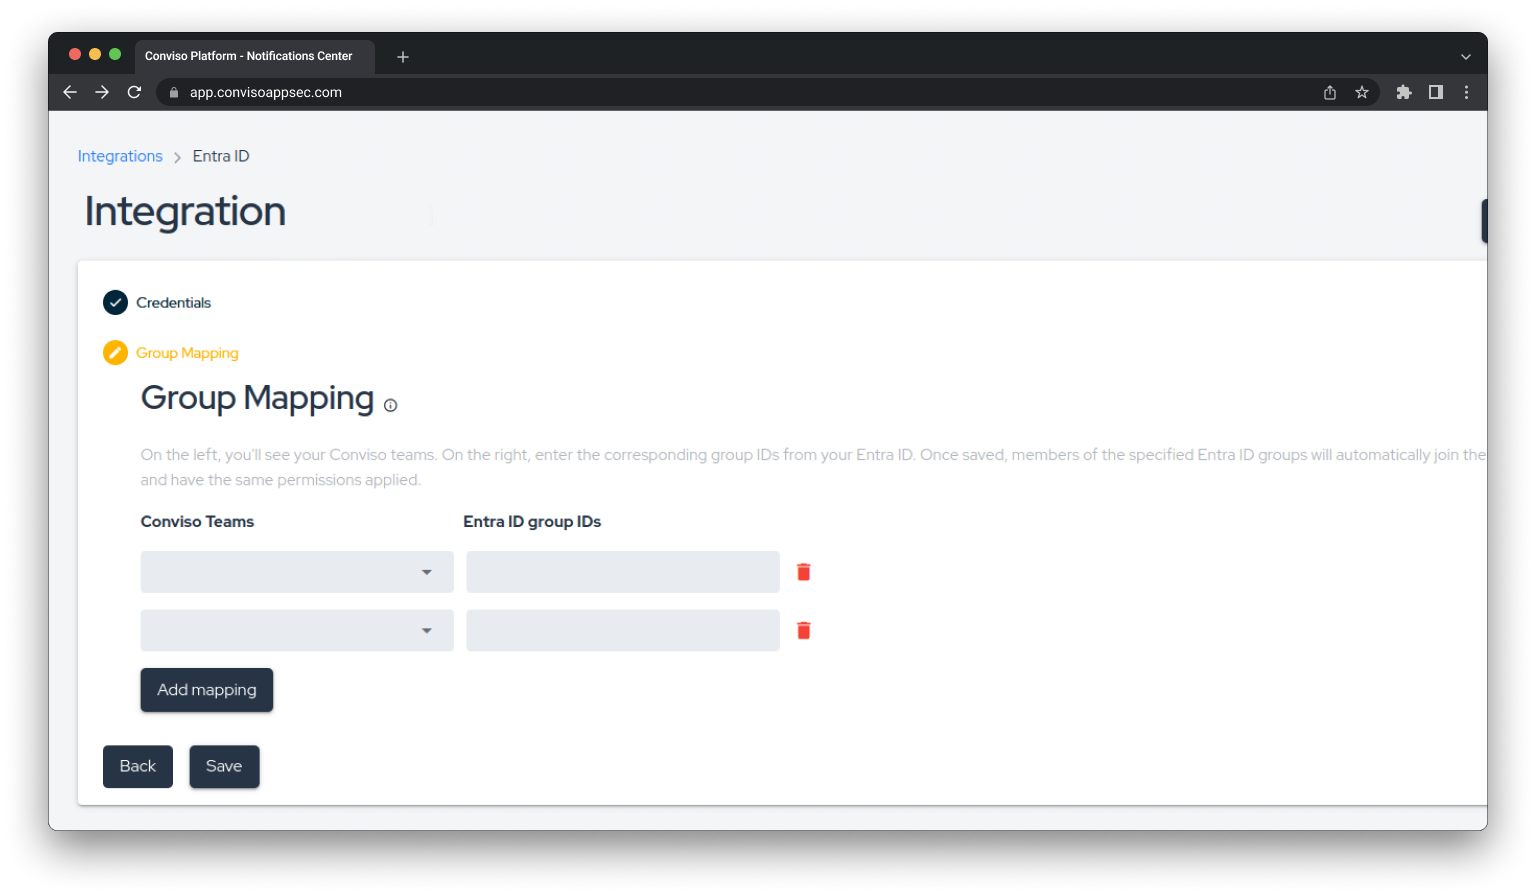 Conviso Platform - Notifications Center
app.convisoappsec.com
Integrations > Entra ID
Integration
Credentials
Group Mapping
Group Mapping
On the left, you'll see your Conviso teams. On the right, enter the corresponding group IDs from your Entra ID. Once saved, members of the specified Entra ID groups will automatically join the
and have the same permissions applied.
Conviso Teams Entra ID group IDs
Add mapping
Back Save